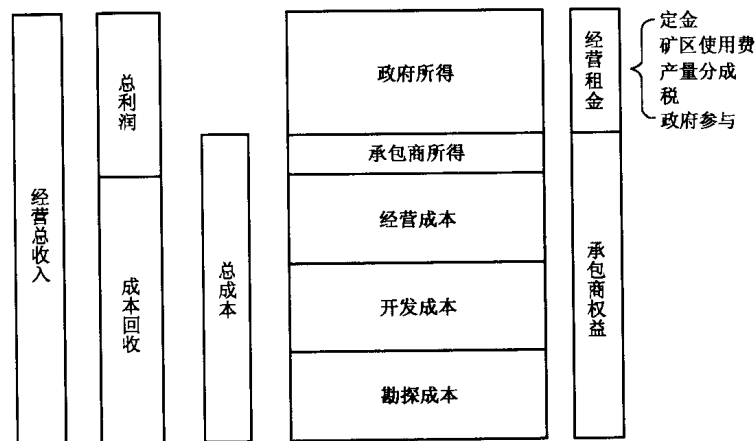 经营总收入
总利润
成本回收
总成本
政府所得
承包商所得
经营成本
开发成本
勘探成本
经营租金
承包商权益
定金
矿区使用费
产量分成
税
政府参与